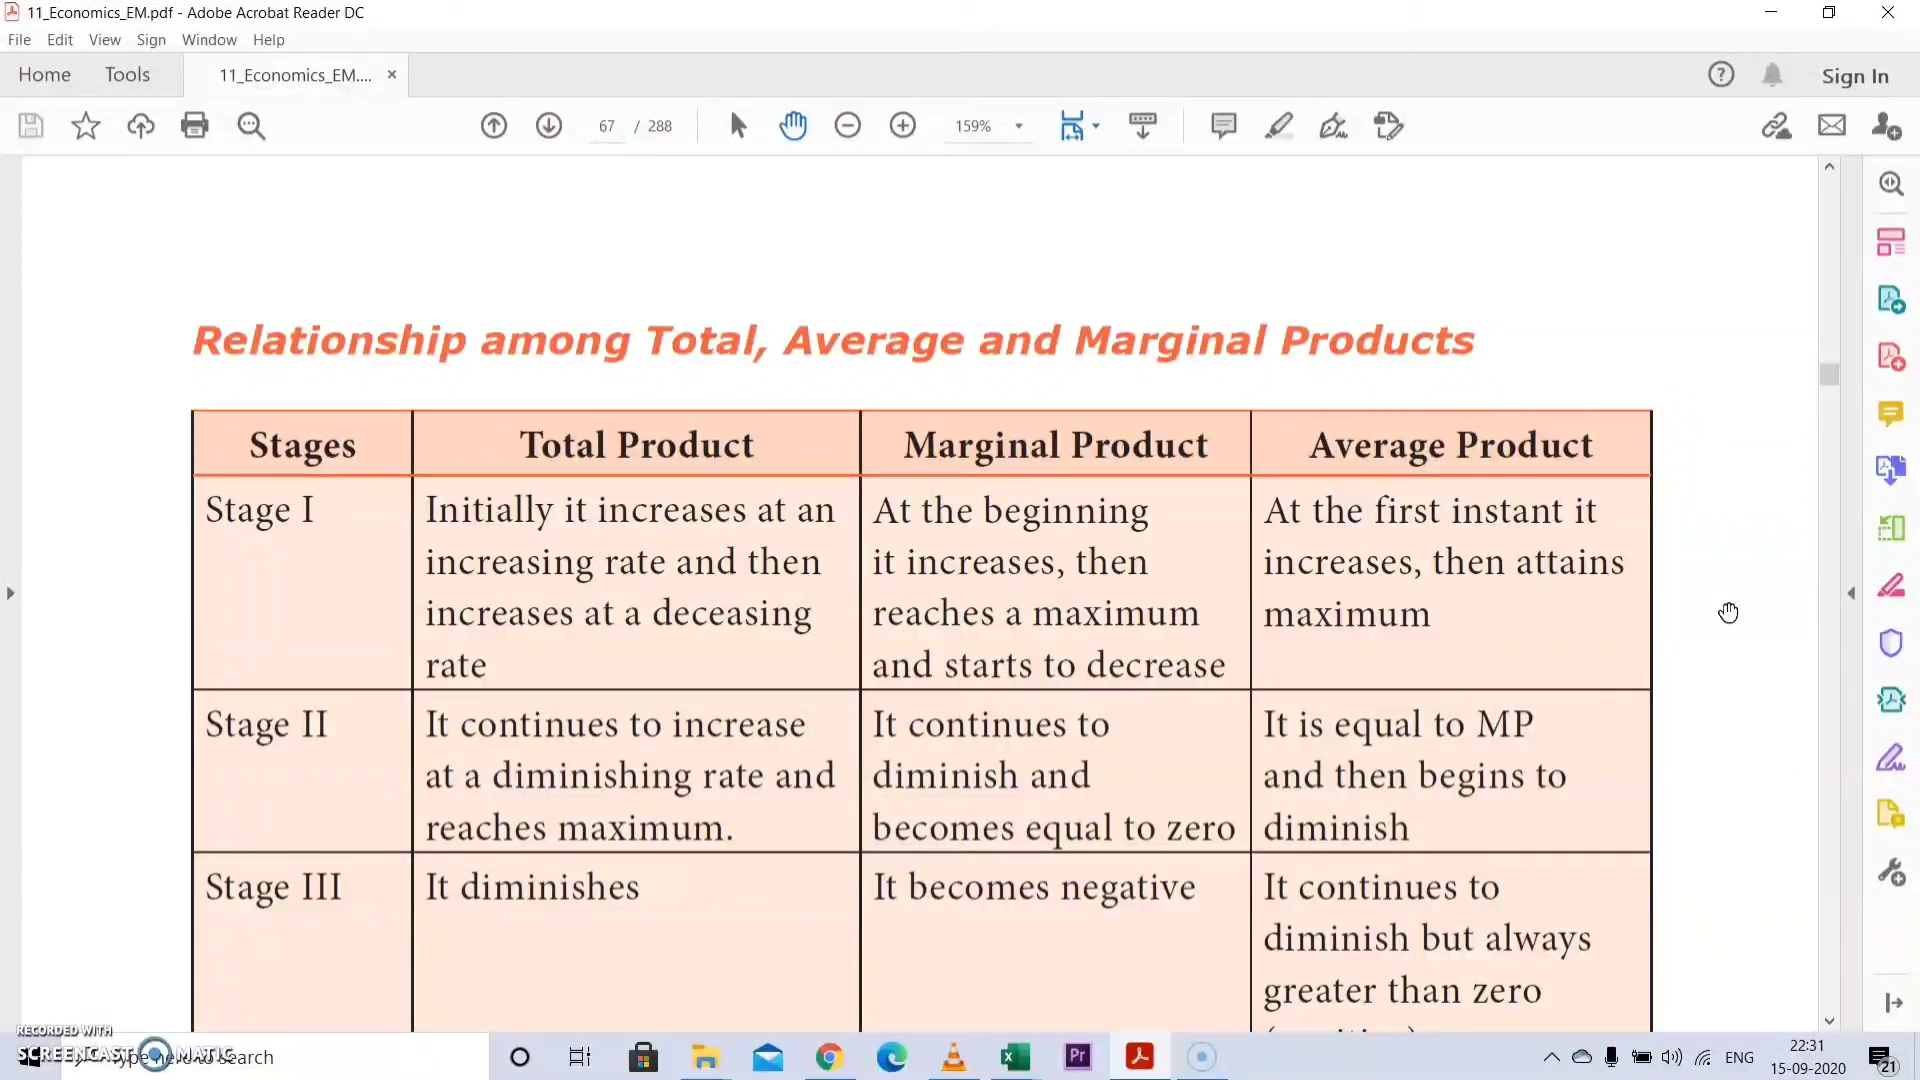 11_Economics_EM.pdf - Adobe Acrobat Reader DC
File Edit View Sign Window Help
Home Tools 11_Economics_EM.... × Sign In
67 / 288 159%
Relationship among Total, Average and Marginal Products
Stages Total Product Marginal Product Average Product
Stage I
Initially it increases at an
increasing rate and then
increases at a deceasing
rate
At the beginning
it increases, then
reaches a maximum
and starts to decrease
At the first instant it
increases, then attains
maximum
Stage II
It continues to increase
at a diminishing rate and
reaches maximum.
It continues to
diminish and
becomes equal to zero
It is equal to MP
and then begins to
diminish
Stage III
It diminishes
It becomes negative
It continues to
diminish but always
greater than zero
RECORDED WITH
SCREENCAST MATIC
Type here to search
Pr
ENG
22:31
15-09-2020
21